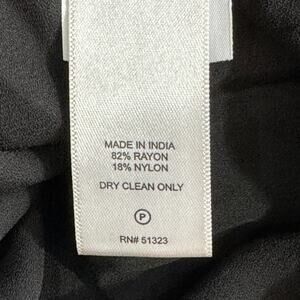 MADE IN INDIA
82% RAYON
18% NYLON
DRY CLEAN ONLY
P
RN# 51323